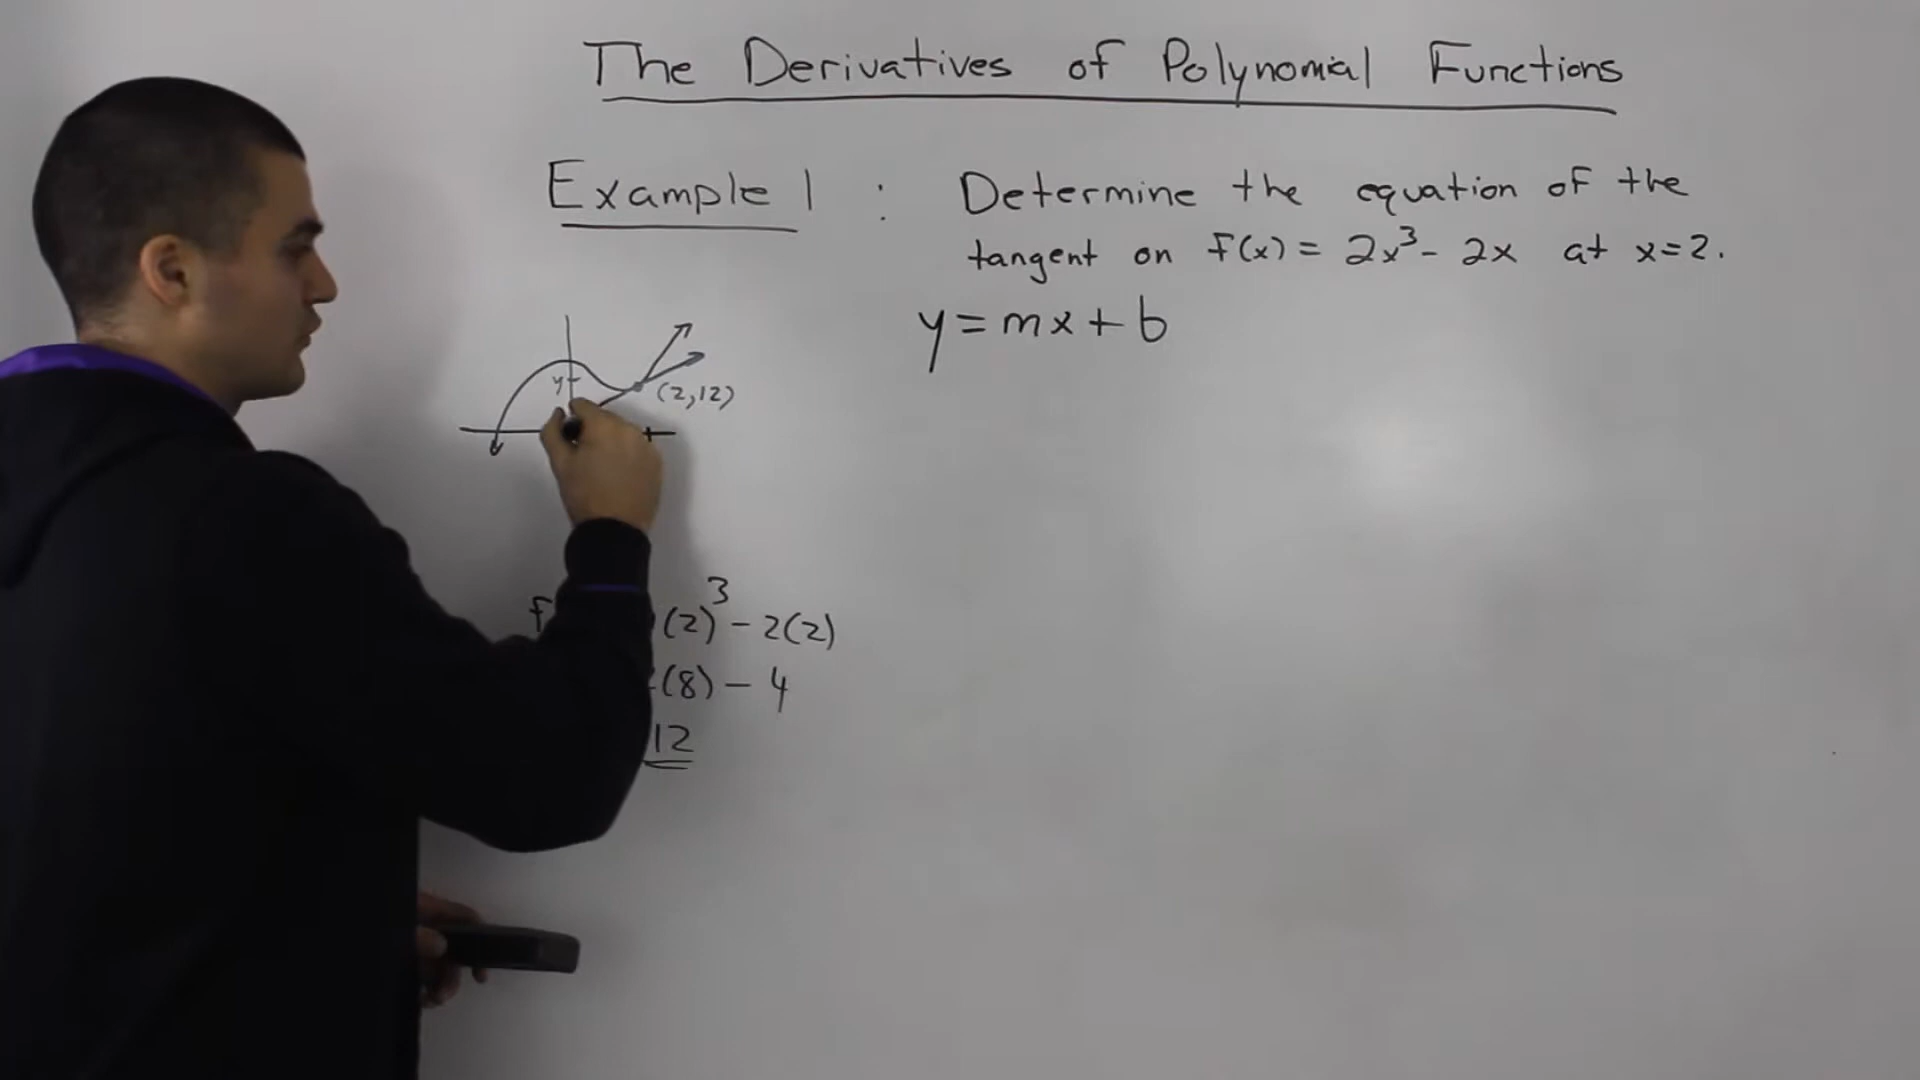 The Derivatives of Polynomial Functions
Example 1 : Determine the equation of the
tangent on f(x) = 2x³ - 2x at x=2.
y = mx + b
y
(2,12)
f (2)³ - 2(2)
(8) - 4
12